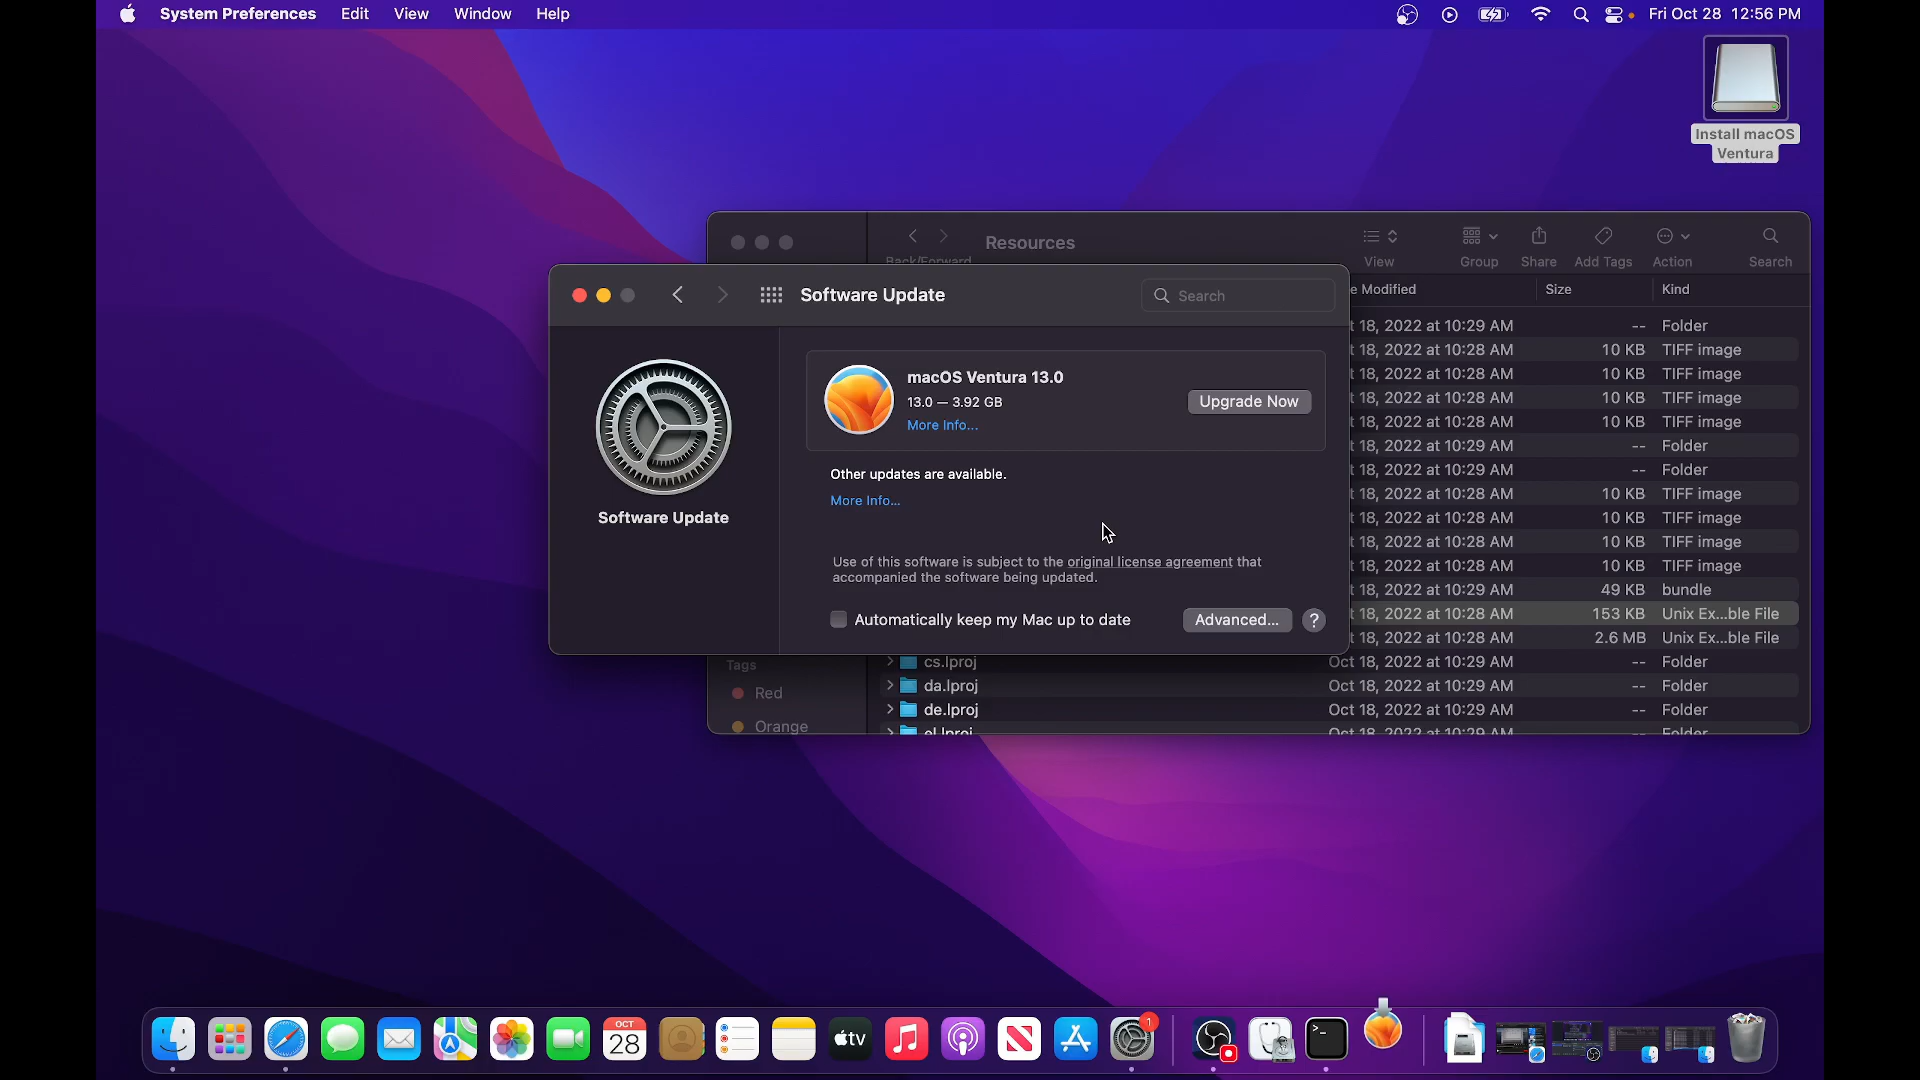 System Preferences Edit View Window Help
Fri Oct 28 12:56 PM
Install macOS
Ventura
Resources
Back/Forward
View
Group
Share
Add Tags
Action
Search
Software Update
Search
e Modified
Size
Kind
t 18, 2022 at 10:29 AM -- Folder
t 18, 2022 at 10:28 AM 10 KB TIFF image
t 18, 2022 at 10:28 AM 10 KB TIFF image
t 18, 2022 at 10:28 AM 10 KB TIFF image
t 18, 2022 at 10:28 AM 10 KB TIFF image
t 18, 2022 at 10:29 AM -- Folder
t 18, 2022 at 10:29 AM -- Folder
t 18, 2022 at 10:28 AM 10 KB TIFF image
t 18, 2022 at 10:28 AM 10 KB TIFF image
t 18, 2022 at 10:28 AM 10 KB TIFF image
t 18, 2022 at 10:28 AM 10 KB TIFF image
t 18, 2022 at 10:29 AM 49 KB bundle
t 18, 2022 at 10:28 AM 153 KB Unix Ex...ble File
t 18, 2022 at 10:28 AM 2.6 MB Unix Ex...ble File
Software Update
macOS Ventura 13.0
13.0 — 3.92 GB
More Info...
Upgrade Now
Other updates are available.
More Info...
Use of this software is subject to the original license agreement that
accompanied the software being updated.
Automatically keep my Mac up to date
Advanced...
?
Tags
Red
Orange
cs.lproj Oct 18, 2022 at 10:29 AM -- Folder
da.lproj Oct 18, 2022 at 10:29 AM -- Folder
de.lproj Oct 18, 2022 at 10:29 AM -- Folder
el.lproj Oct 18, 2022 at 10:29 AM -- Folder
OCT
28
tv
1
>_